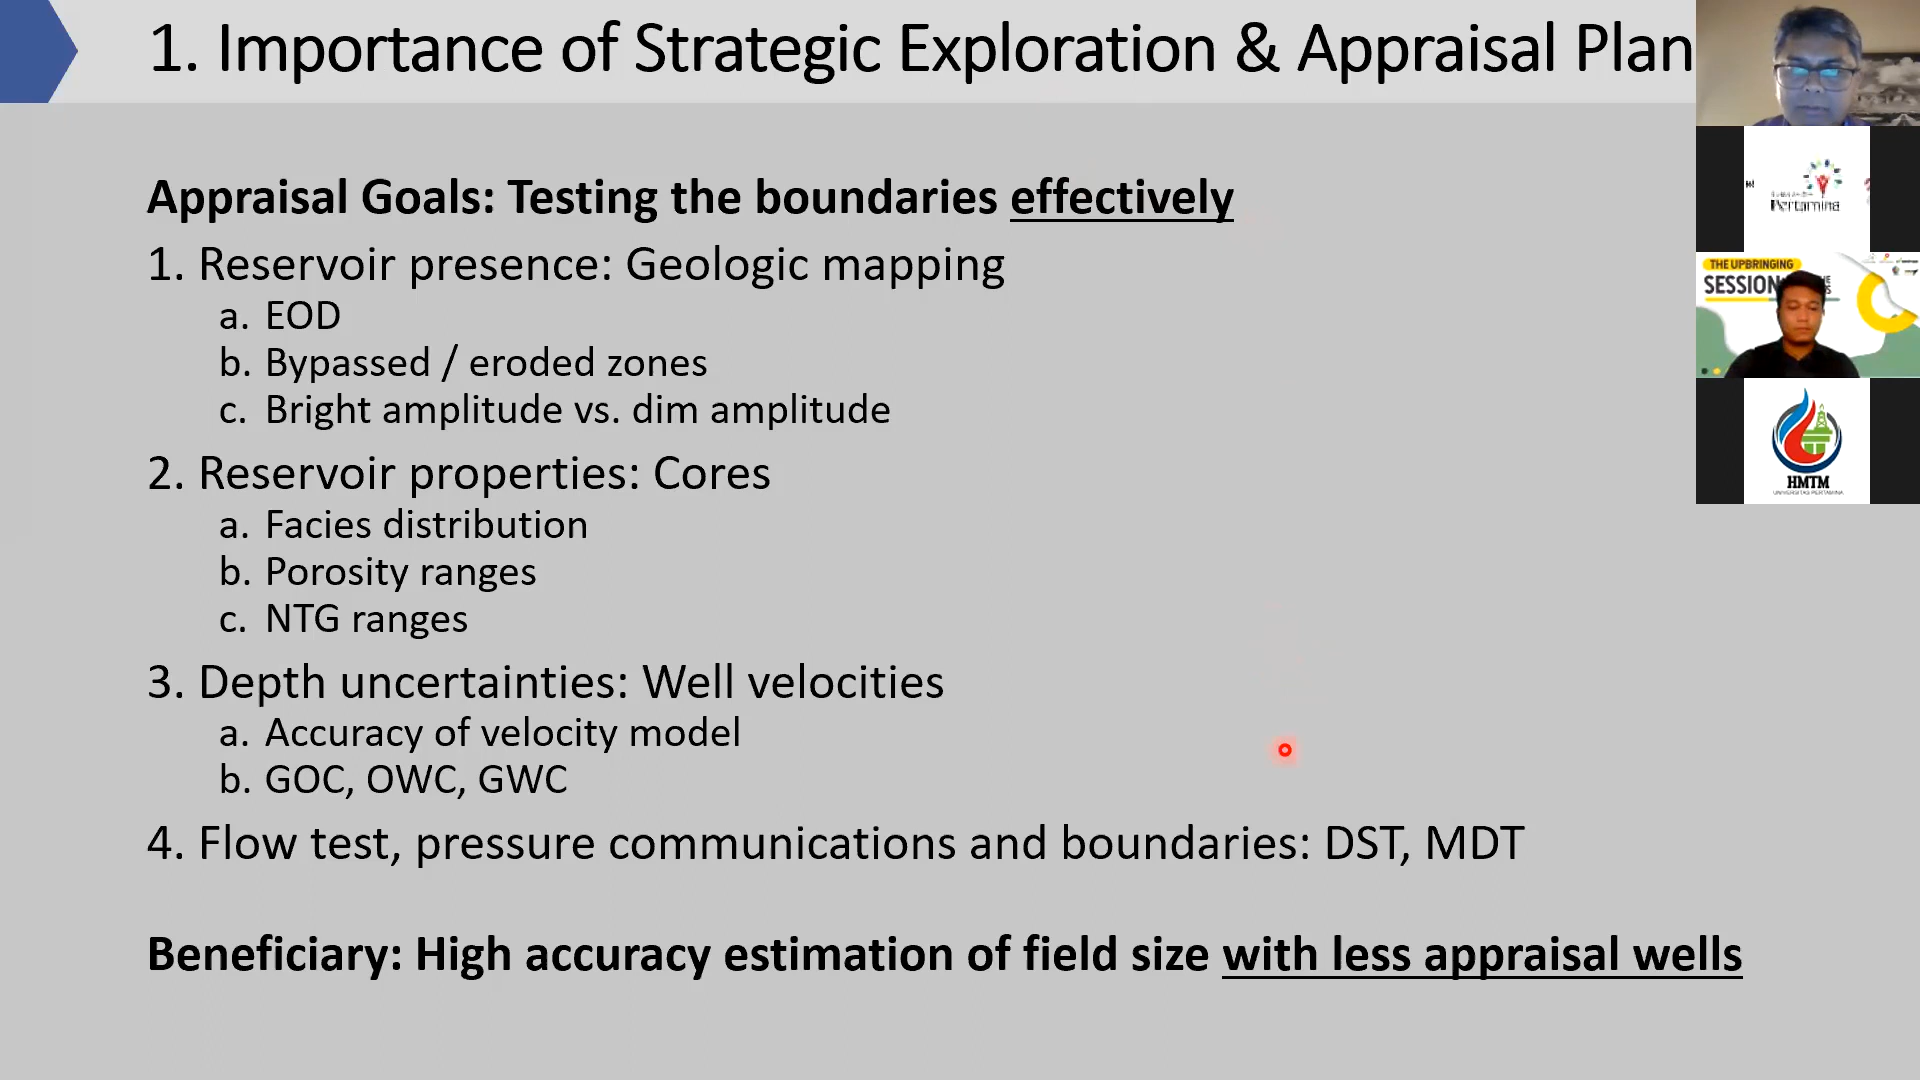 1. Importance of Strategic Exploration & Appraisal Plan
Appraisal Goals: Testing the boundaries effectively
1. Reservoir presence: Geologic mapping
a. EOD
b. Bypassed / eroded zones
c. Bright amplitude vs. dim amplitude
2. Reservoir properties: Cores
a. Facies distribution
b. Porosity ranges
c. NTG ranges
3. Depth uncertainties: Well velocities
a. Accuracy of velocity model
b. GOC, OWC, GWC
4. Flow test, pressure communications and boundaries: DST, MDT
Beneficiary: High accuracy estimation of field size with less appraisal wells
Pertamina
THE UPBRINGING
SESSION
HMTM
UNIVERSITAS PERTAMINA